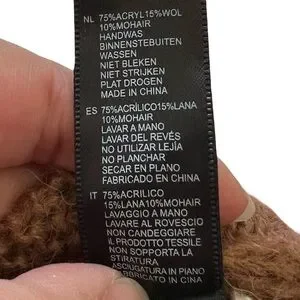 NL 75%ACRYL15%WOL
10%MOHAIR
HANDWAS
BINNENSTEBUITEN
WASSEN
NIET BLEKEN
NIET STRIJKEN
PLAT DROGEN
MADE IN CHINA
ES 75%ACRÍLICO15%LANA
10%MOHAIR
LAVAR A MANO
LAVAR DEL REVÉS
NO UTILIZAR LEJÍA
NO PLANCHAR
SECAR EN PLANO
FABRICADO EN CHINA
IT 75%ACRILICO
15%LANA10%MOHAIR
LAVAGGIO A MANO
LAVARE AL ROVESCIO
NON CANDEGGIARE
IL PRODOTTO TESSILE
NON SOPPORTA LA
STIRATURA
ASCIUGATURA IN PIANO
FABBRICATO IN CINA